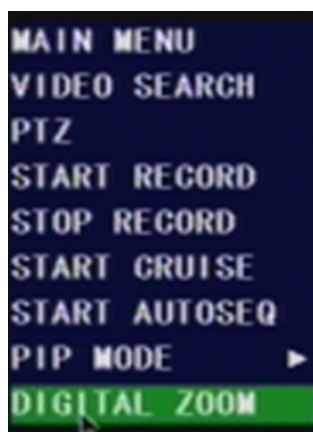 MAIN MENU
VIDEO SEARCH
PTZ
START RECORD
STOP RECORD
START CRUISE
START AUTOSEQ
PIP MODE ▶
DIGITAL ZOOM